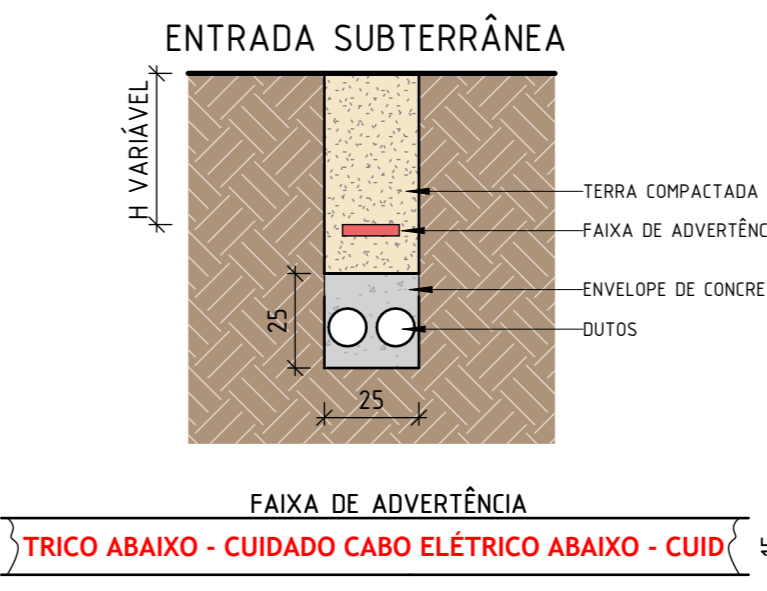 ENTRADA SUBTERRÂNEA
H VARIÁVEL
TERRA COMPACTADA
FAIXA DE ADVERTÊNC
ENVELOPE DE CONCRE
DUTOS
25
25
FAIXA DE ADVERTÊNCIA
TRICO ABAIXO - CUIDADO CABO ELÉTRICO ABAIXO - CUID